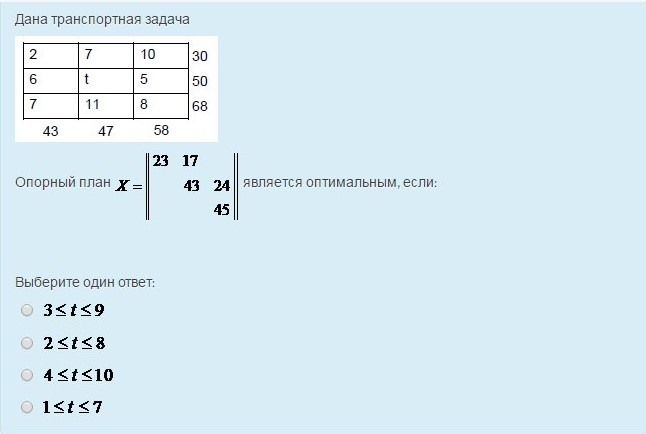 Дана транспортная задача
2 7 10 30
6 t 5 50
7 11 8 68
43 47 58
23 17
Опорный план X = 43 24 является оптимальным, если:
45
Выберите один ответ:
3 ≤ t ≤ 9
2 ≤ t ≤ 8
4 ≤ t ≤ 10
1 ≤ t ≤ 7